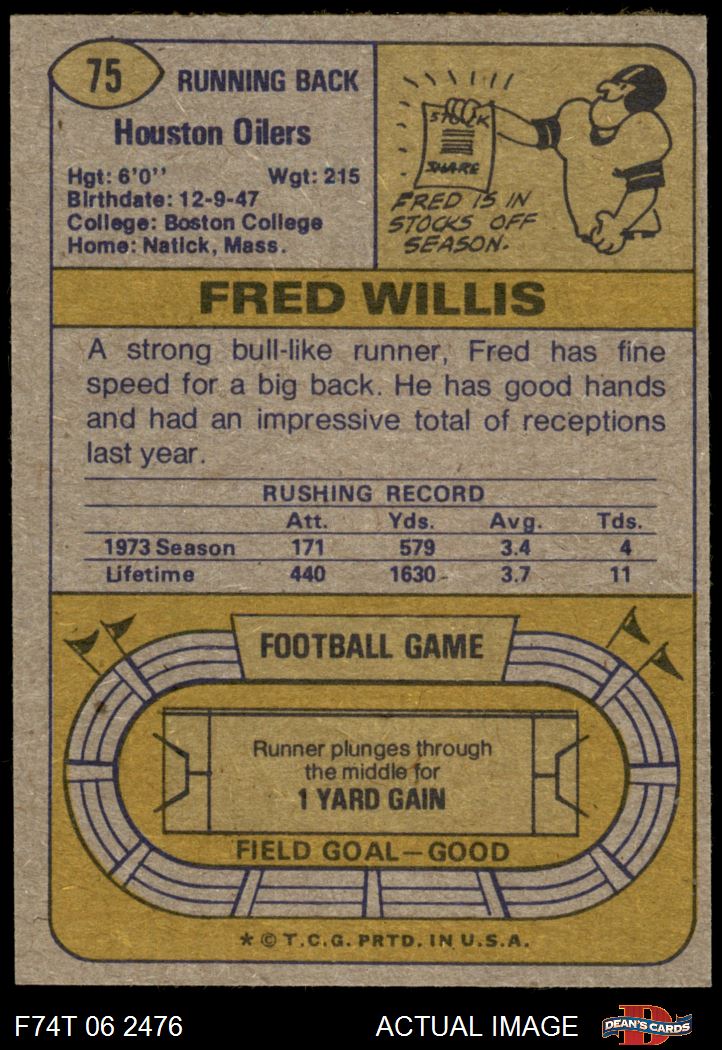 75
RUNNING BACK
Houston Oilers
Hgt: 6'0'' Wgt: 215
Birthdate: 12-9-47
College: Boston College
Home: Natick, Mass.
STOCK
SHARE
FRED IS IN
STOCKS OFF
SEASON.
FRED WILLIS
A strong bull-like runner, Fred has fine
speed for a big back. He has good hands
and had an impressive total of receptions
last year.
RUSHING RECORD
Att. Yds. Avg. Tds.
1973 Season 171 579 3.4 4
Lifetime 440 1630 3.7 11
FOOTBALL GAME
Runner plunges through
the middle for
1 YARD GAIN
FIELD GOAL—GOOD
* © T.C.G. PRTD. IN U.S.A.
F74T 06 2476 ACTUAL IMAGE D DEAN'S CARDS